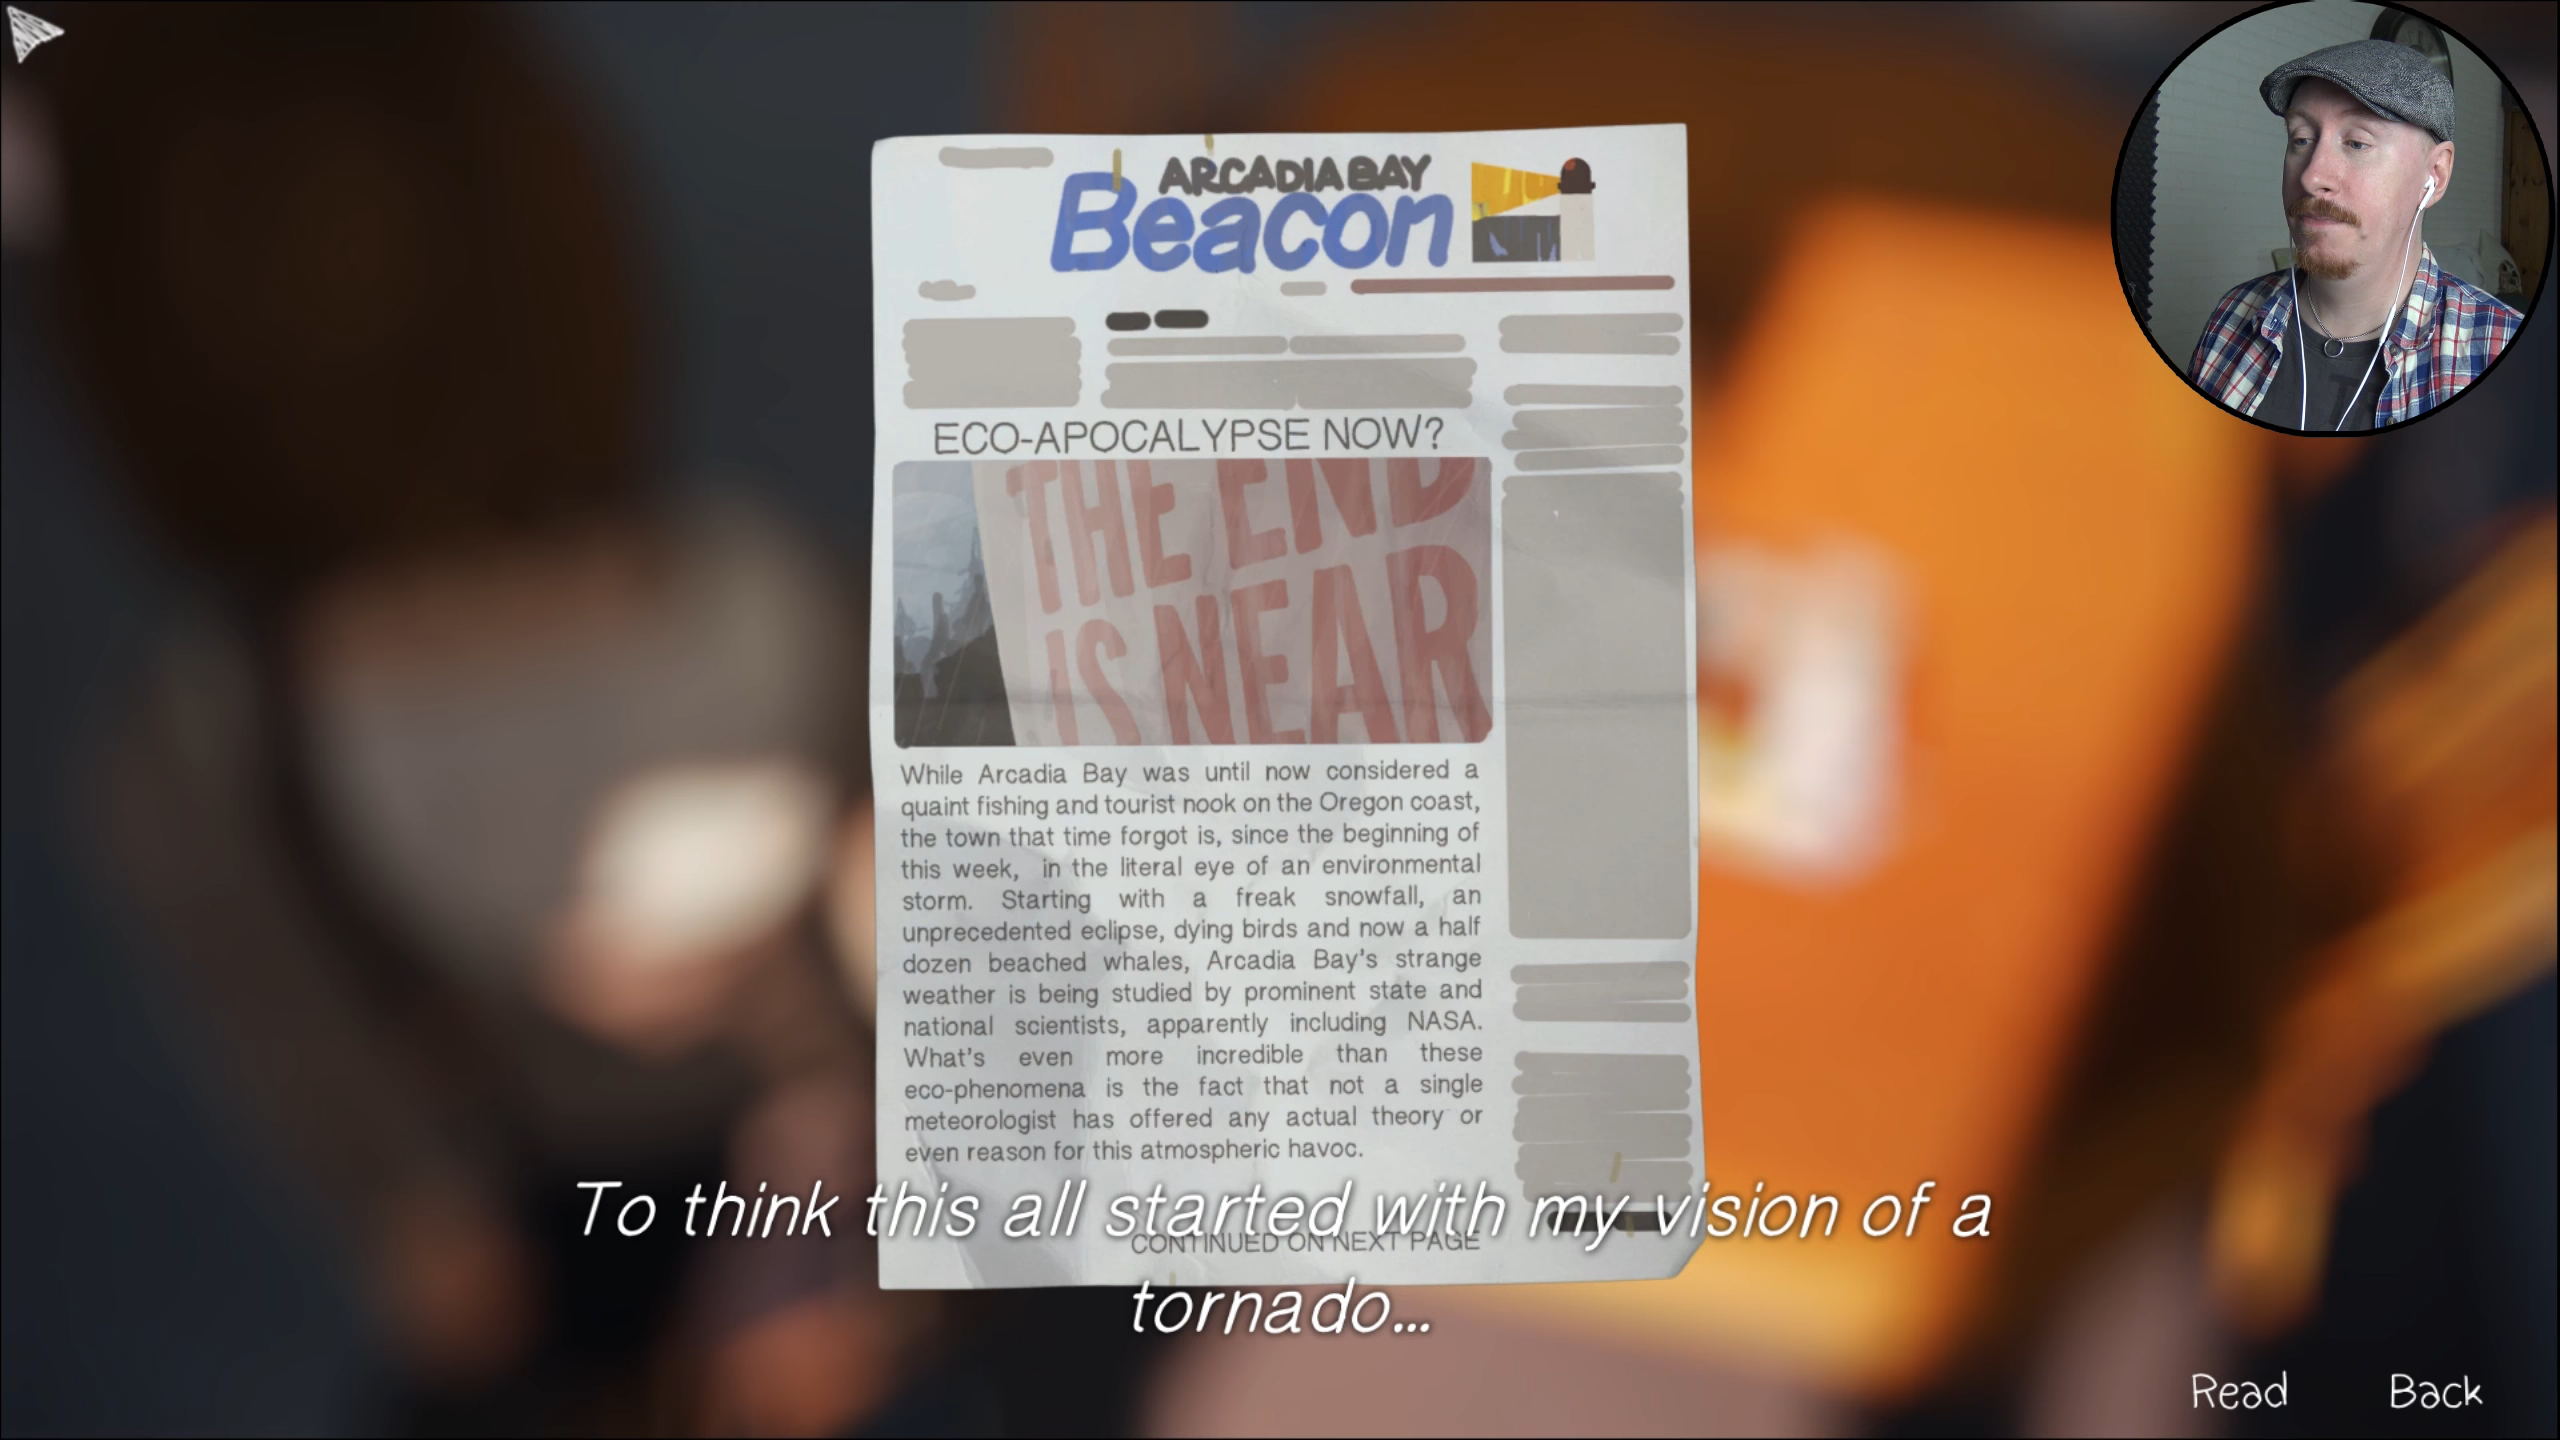 ARCADIA BAY
Beacon
ECO-APOCALYPSE NOW?
THE END
IS NEAR
While Arcadia Bay was until now considered a
quaint fishing and tourist nook on the Oregon coast,
the town that time forgot is, since the beginning of
this week, in the literal eye of an environmental
storm. Starting with a freak snowfall, an
unprecedented eclipse, dying birds and now a half
dozen beached whales, Arcadia Bay's strange
weather is being studied by prominent state and
national scientists, apparently including NASA.
What's even more incredible than these
eco-phenomena is the fact that not a single
meteorologist has offered any actual theory or
even reason for this atmospheric havoc.
CONTINUED ON NEXT PAGE
To think this all started with my vision of a
tornado...
Read Back